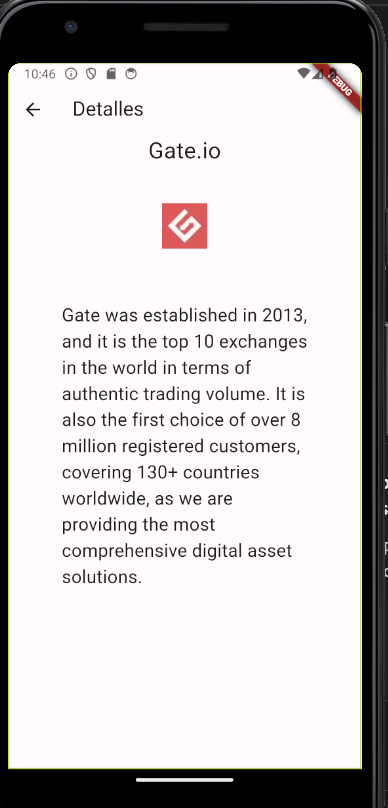 10:46
DEBUG
Detalles
Gate.io
Gate was established in 2013,
and it is the top 10 exchanges
in the world in terms of
authentic trading volume. It is
also the first choice of over 8
million registered customers,
covering 130+ countries
worldwide, as we are
providing the most
comprehensive digital asset
solutions.